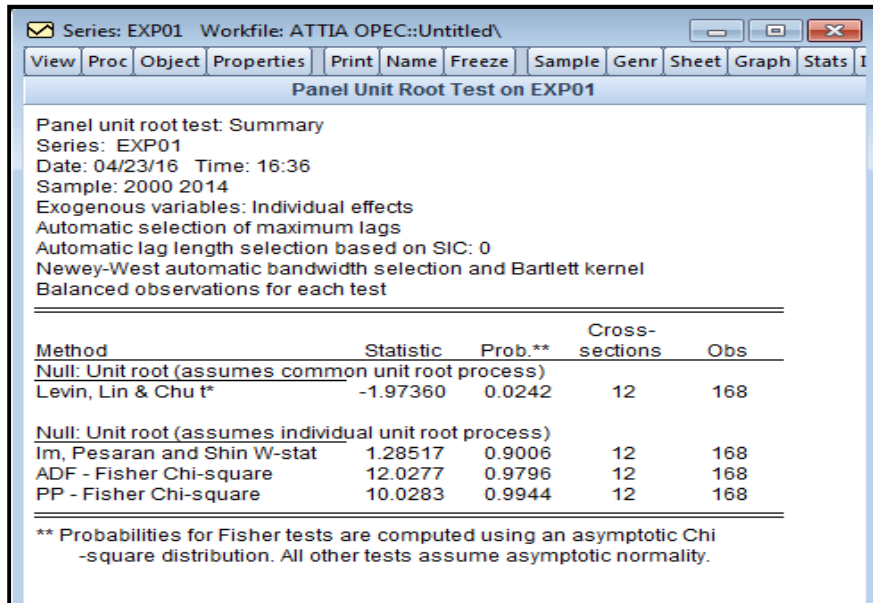 Series: EXP01 Workfile: ATTIA OPEC::Untitled\
View Proc Object Properties Print Name Freeze Sample Genr Sheet Graph Stats
Panel Unit Root Test on EXP01
Panel unit root test: Summary
Series: EXP01
Date: 04/23/16 Time: 16:36
Sample: 2000 2014
Exogenous variables: Individual effects
Automatic selection of maximum lags
Automatic lag length selection based on SIC: 0
Newey-West automatic bandwidth selection and Bartlett kernel
Balanced observations for each test
Cross-
Method Statistic Prob.** sections Obs
Null: Unit root (assumes common unit root process)
Levin, Lin & Chu t* -1.97360 0.0242 12 168
Null: Unit root (assumes individual unit root process)
Im, Pesaran and Shin W-stat 1.28517 0.9006 12 168
ADF - Fisher Chi-square 12.0277 0.9796 12 168
PP - Fisher Chi-square 10.0283 0.9944 12 168
** Probabilities for Fisher tests are computed using an asymptotic Chi
-square distribution. All other tests assume asymptotic normality.